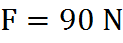 F = 90 N